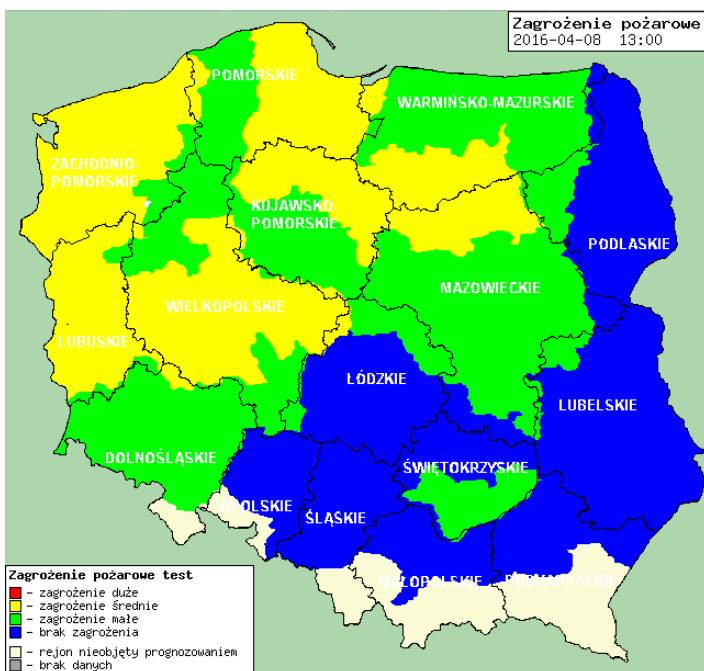 Zagrożenie pożarowe
2016-04-08 13:00
POMORSKIE
WARMIŃSKO-MAZURSKIE
ZACHODNIO-
POMORSKIE
KUJAWSKO-
POMORSKIE
PODLASKIE
MAZOWIECKIE
WIELKOPOLSKIE
LUBUSKIE
ŁÓDZKIE
LUBELSKIE
DOLNOŚLĄSKIE
ŚWIĘTOKRZYSKIE
OPOLSKIE
ŚLĄSKIE
MAŁOPOLSKIE
PODKARPACKIE
Zagrożenie pożarowe test
– zagrożenie duże
– zagrożenie średnie
– zagrożenie małe
– brak zagrożenia
– rejon nieobjęty prognozowaniem
– brak danych